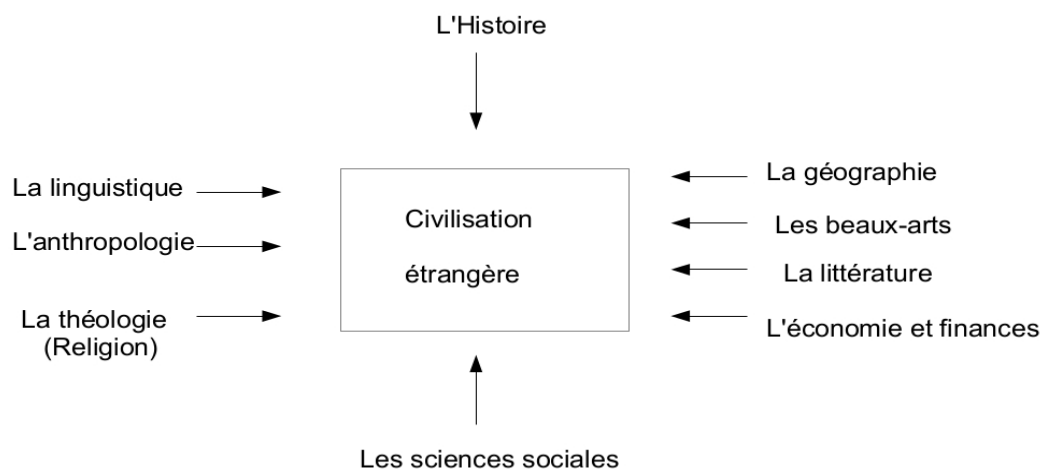 L'Histoire
La linguistique
L'anthropologie
La théologie
(Religion)
Civilisation
étrangère
La géographie
Les beaux-arts
La littérature
L'économie et finances
Les sciences sociales